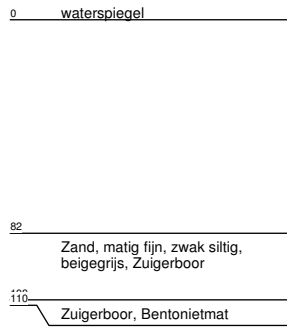 0 waterspiegel
82
Zand, matig fijn, zwak siltig,
beigegrijs, Zuigerboor
110
Zuigerboor, Bentonietmat